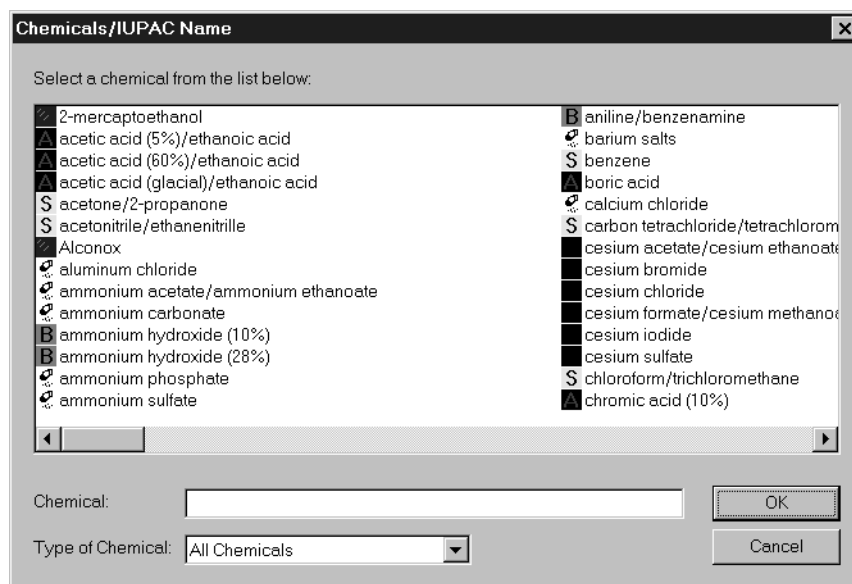 Chemicals/IUPAC Name
Select a chemical from the list below:
2-mercaptoethanol
A acetic acid (5%)/ethanoic acid
A acetic acid (60%)/ethanoic acid
A acetic acid (glacial)/ethanoic acid
S acetone/2-propanone
S acetonitrile/ethanenitrille
Alconox
aluminum chloride
ammonium acetate/ammonium ethanoate
ammonium carbonate
B ammonium hydroxide (10%)
B ammonium hydroxide (28%)
ammonium phosphate
ammonium sulfate
B aniline/benzenamine
barium salts
S benzene
A boric acid
calcium chloride
S carbon tetrachloride/tetrachlorom
cesium acetate/cesium ethanoate
cesium bromide
cesium chloride
cesium formate/cesium methanoa
cesium iodide
cesium sulfate
S chloroform/trichloromethane
A chromic acid (10%)
Chemical:
OK
Type of Chemical: All Chemicals
Cancel